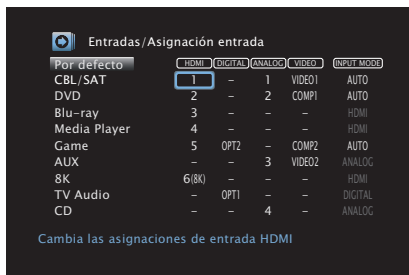 Entradas/Asignación entrada
Por defecto HDMI DIGITAL ANALOG VIDEO INPUT MODE
CBL/SAT 1 – 1 VIDEO1 AUTO
DVD 2 – 2 COMP1 AUTO
Blu-ray 3 – – – HDMI
Media Player 4 – – – HDMI
Game 5 OPT2 – COMP2 AUTO
AUX – – 3 VIDEO2 ANALOG
8K 6(8K) – – – HDMI
TV Audio – OPT1 – – DIGITAL
CD – – 4 – ANALOG
Cambia las asignaciones de entrada HDMI